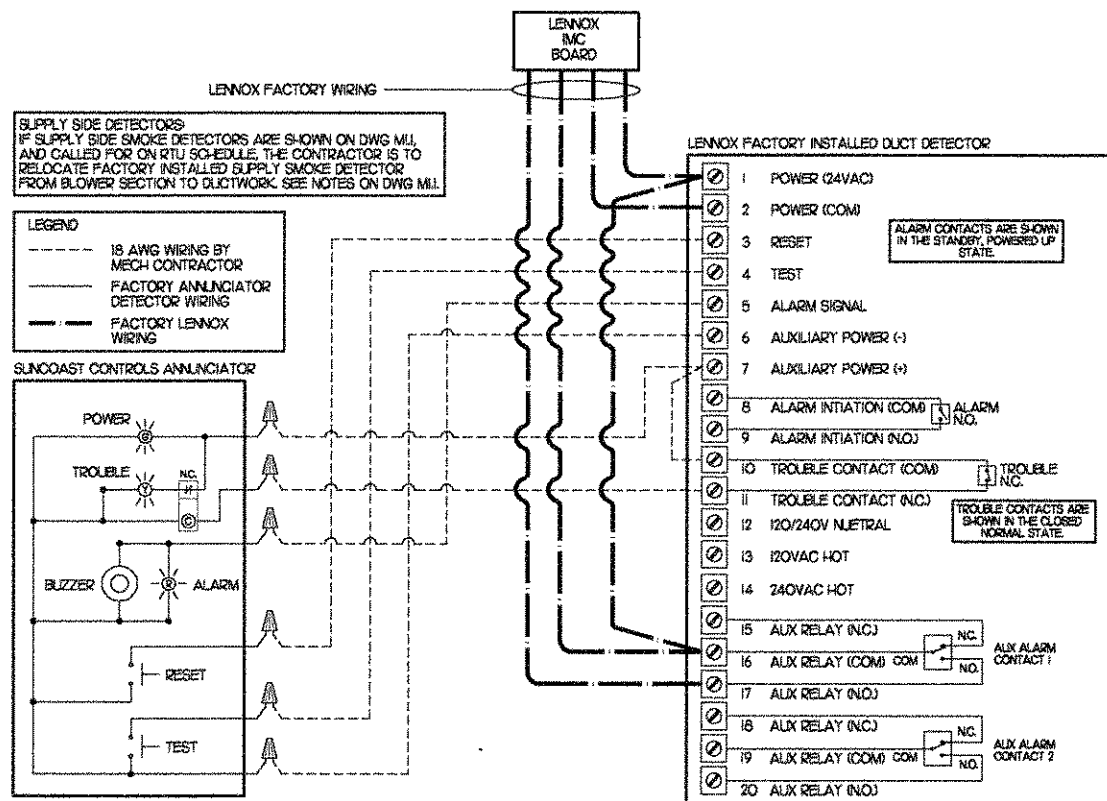 LENNOX
IMC
BOARD
LENNOX FACTORY WIRING
SUPPLY SIDE DETECTORS
IF SUPPLY SIDE SMOKE DETECTORS ARE SHOWN ON DWG M1.1,
AND CALLED FOR ON RTU SCHEDULE, THE CONTRACTOR IS TO
RELOCATE FACTORY INSTALLED SUPPLY SMOKE DETECTOR
FROM BLOWER SECTION TO DUCTWORK. SEE NOTES ON DWG M1.1.
LEGEND
18 AWG WIRING BY
MECH CONTRACTOR
FACTORY ANNUNCIATOR
DETECTOR WIRING
FACTORY LENNOX
WIRING
SUNCOAST CONTROLS ANNUNCIATOR
POWER
G
TROUBLE
Y
N.C.
C
BUZZER
R
ALARM
RESET
TEST
LENNOX FACTORY INSTALLED DUCT DETECTOR
1 POWER (24VAC)
2 POWER (COM)
3 RESET
4 TEST
5 ALARM SIGNAL
6 AUXILIARY POWER (-)
7 AUXILIARY POWER (+)
8 ALARM INTIATION (COM)
9 ALARM INTIATION (N.O.)
10 TROUBLE CONTACT (COM)
11 TROUBLE CONTACT (N.C.)
12 120/240V NUETRAL
13 120VAC HOT
14 240VAC HOT
15 AUX RELAY (N.C.)
16 AUX RELAY (COM)
17 AUX RELAY (N.O.)
18 AUX RELAY (N.C.)
19 AUX RELAY (COM)
20 AUX RELAY (N.O.)
ALARM CONTACTS ARE SHOWN
IN THE STANDBY, POWERED UP
STATE.
ALARM
N.O.
TROUBLE
N.C.
TROUBLE CONTACTS ARE
SHOWN IN THE CLOSED
NORMAL STATE.
COM
N.C.
N.O.
AUX ALARM
CONTACT 1
COM
N.C.
N.O.
AUX ALARM
CONTACT 2